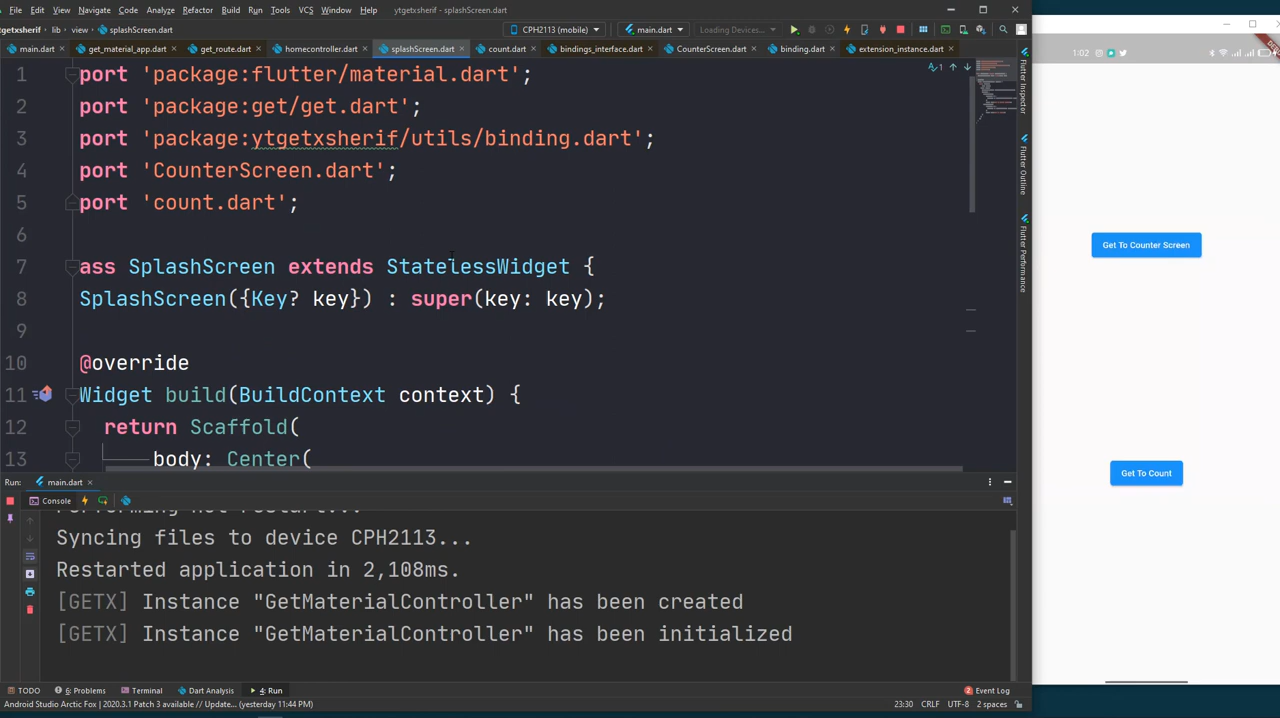 File Edit View Navigate Code Analyze Refactor Build Run Tools VCS Window Help ytgetxsherif - splashScreen.dart
getxsherif lib view splashScreen.dart CPH2113 (mobile) main.dart Loading Devices...
main.dart get_material_app.dart get_route.dart homecontroller.dart splashScreen.dart count.dart bindings_interface.dart CounterScreen.dart binding.dart extension_instance.dart
1 port 'package:flutter/material.dart';
2 port 'package:get/get.dart';
3 port 'package:ytgetxsherif/utils/binding.dart';
4 port 'CounterScreen.dart';
5 port 'count.dart';
6
7 ass SplashScreen extends StatelessWidget {
8 SplashScreen({Key? key}) : super(key: key);
9
10 @override
11 Widget build(BuildContext context) {
12 return Scaffold(
13 body: Center(
1
Flutter Inspector
Flutter Outline
Flutter Performance
Run: main.dart
Console
Syncing files to device CPH2113...
Restarted application in 2,108ms.
[GETX] Instance "GetMaterialController" has been created
[GETX] Instance "GetMaterialController" has been initialized
TODO 6: Problems Terminal Dart Analysis 4: Run 2 Event Log
Android Studio Arctic Fox | 2020.3.1 Patch 3 available // Update... (yesterday 11:44 PM) 23:30 CRLF UTF-8 2 spaces
1:02
Get To Counter Screen
Get To Count